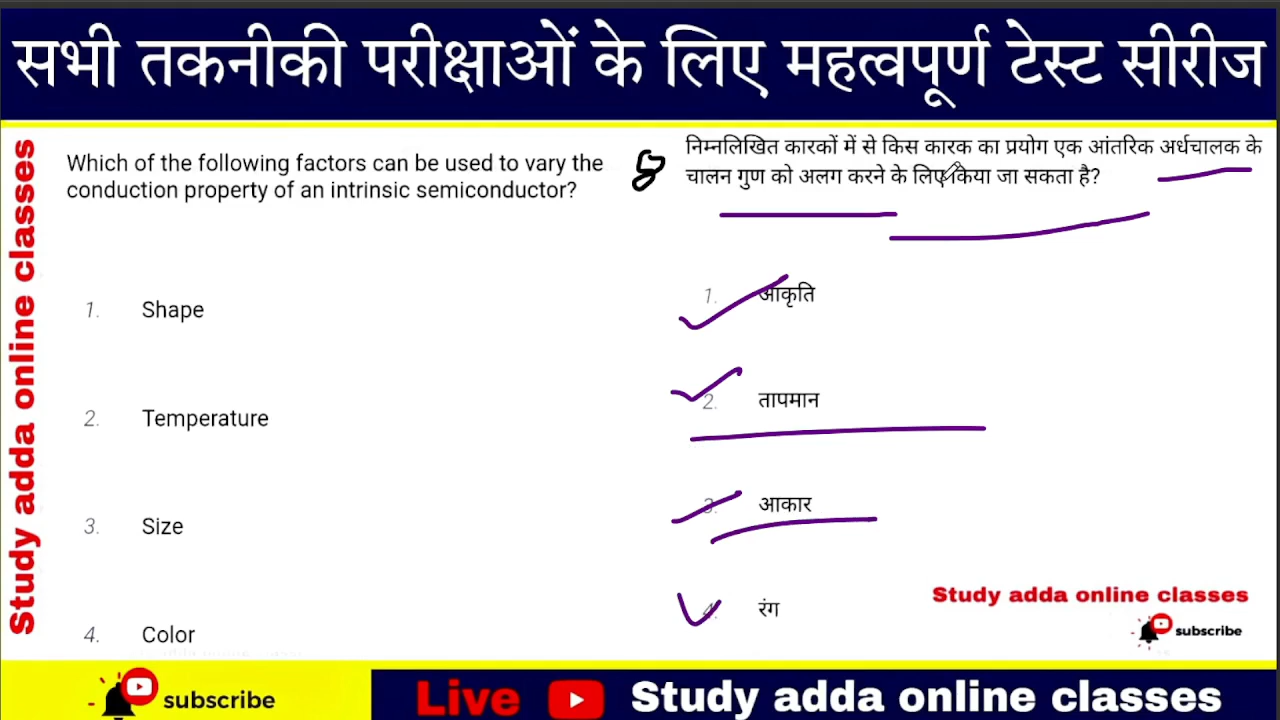 सभी तकनीकी परीक्षाओं के लिए महत्वपूर्ण टेस्ट सीरीज
Study adda online classes
Which of the following factors can be used to vary the
conduction property of an intrinsic semiconductor?
1. Shape
2. Temperature
3. Size
4. Color
8
निम्नलिखित कारकों में से किस कारक का प्रयोग एक आंतरिक अर्धचालक के
चालन गुण को अलग करने के लिए किया जा सकता है?
1. आकृति
2. तापमान
3. आकार
4. रंग
Study adda online classes
subscribe
subscribe
Live Study adda online classes